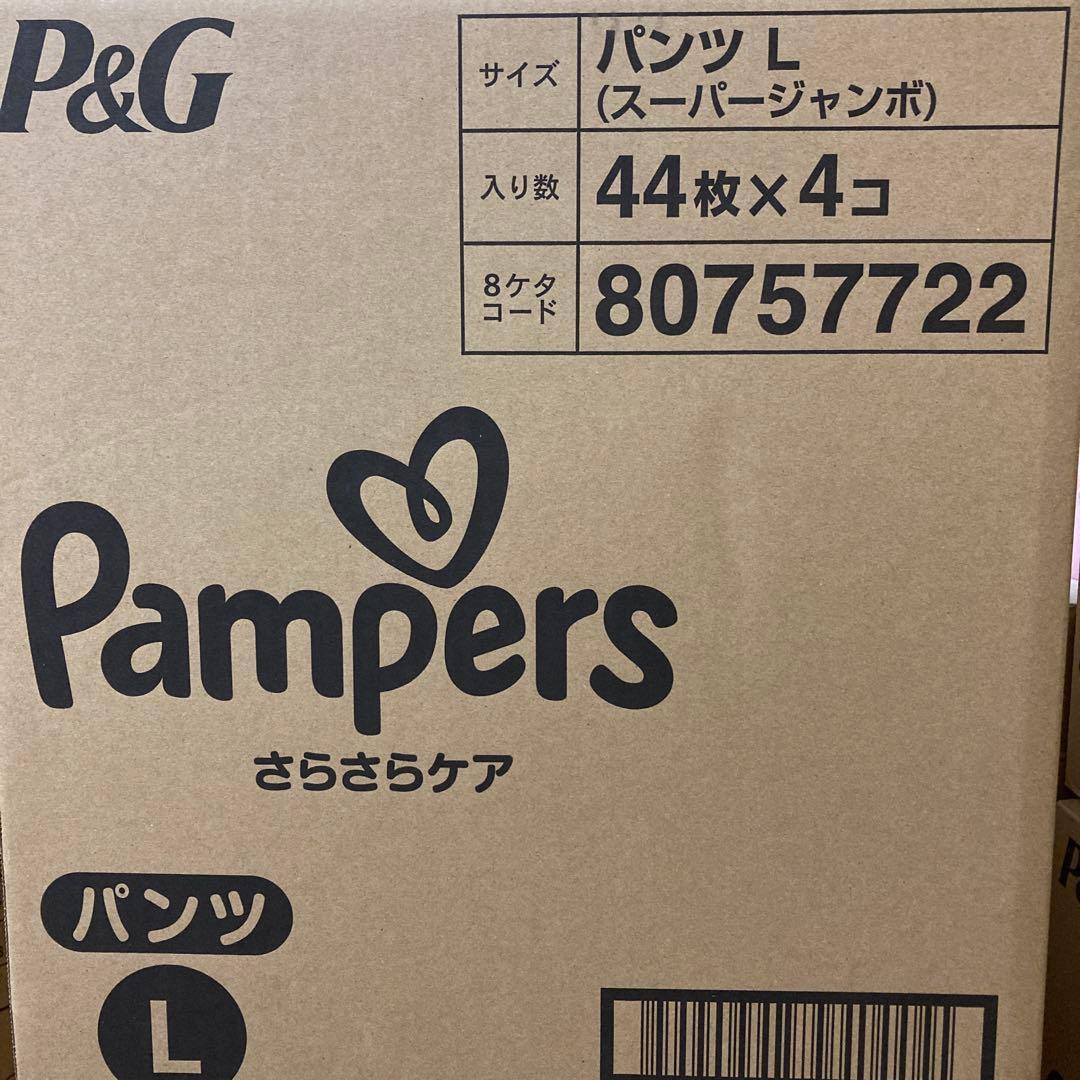 P&G
サイズ
パンツ L
(スーパージャンボ)
入り数
44枚×4コ
8ケタ
コード
80757722
Pampers
さらさらケア
パンツ
L